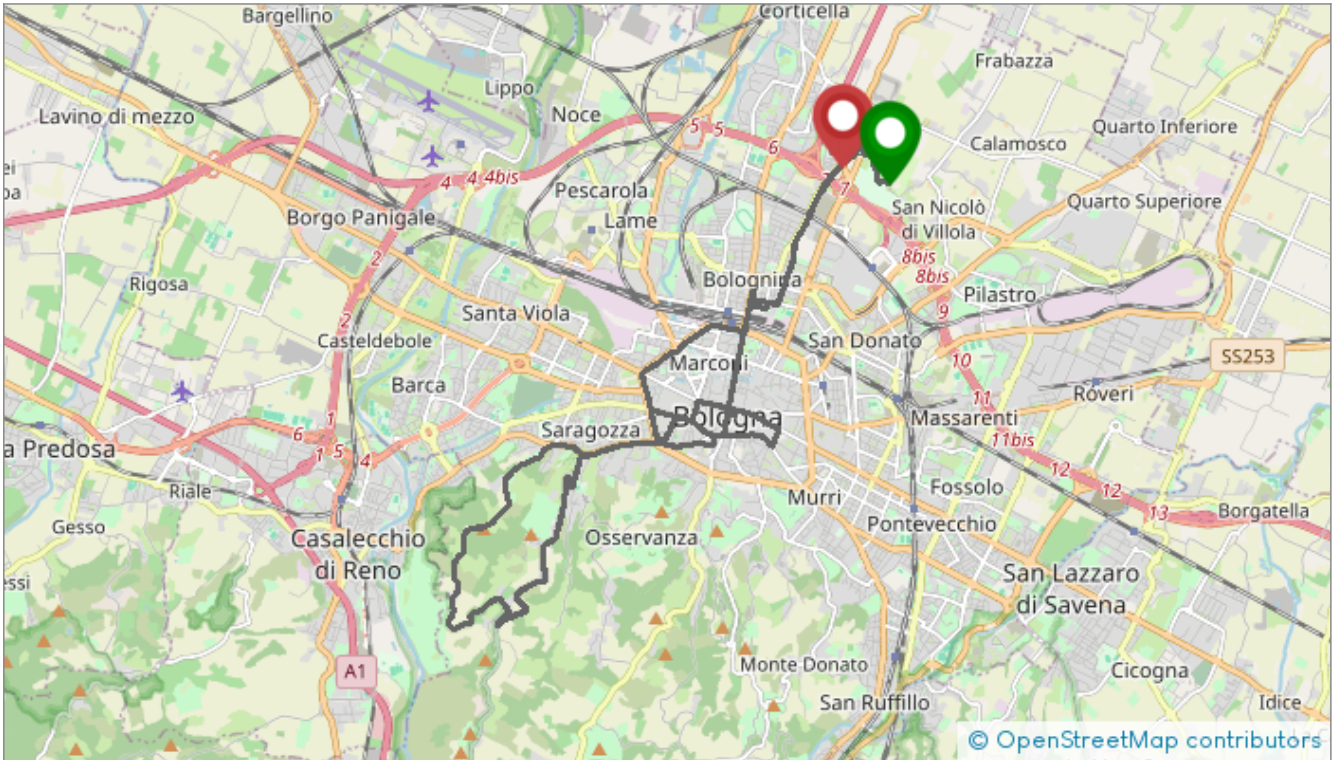 Bargellino
Corticella
Frabazza
Lippo
Noce
Lavino di mezzo
5
5
Quarto Inferiore
6
Calamosco
4
4
4bis
Pescarola
7
Quarto Superiore
Borgo Panigale
Lame
San Nicolò
di Villola
2
8bis
8bis
Bolognina
Rigosa
Pilastro
9
Santa Viola
2
Casteldebole
San Donato
Marconi
10
SS253
Barca
11
Roveri
1
Bologna
Massarenti
6
Saragozza
11bis
1
5
4
a Predosa
12
12
Riale
Murri
Fossolo
13
Borgatella
Gesso
Pontevecchio
Casalecchio
di Reno
Osservanza
San Lazzaro
di Savena
A1
Monte Donato
Cicogna
San Ruffillo
Idice
© OpenStreetMap contributors